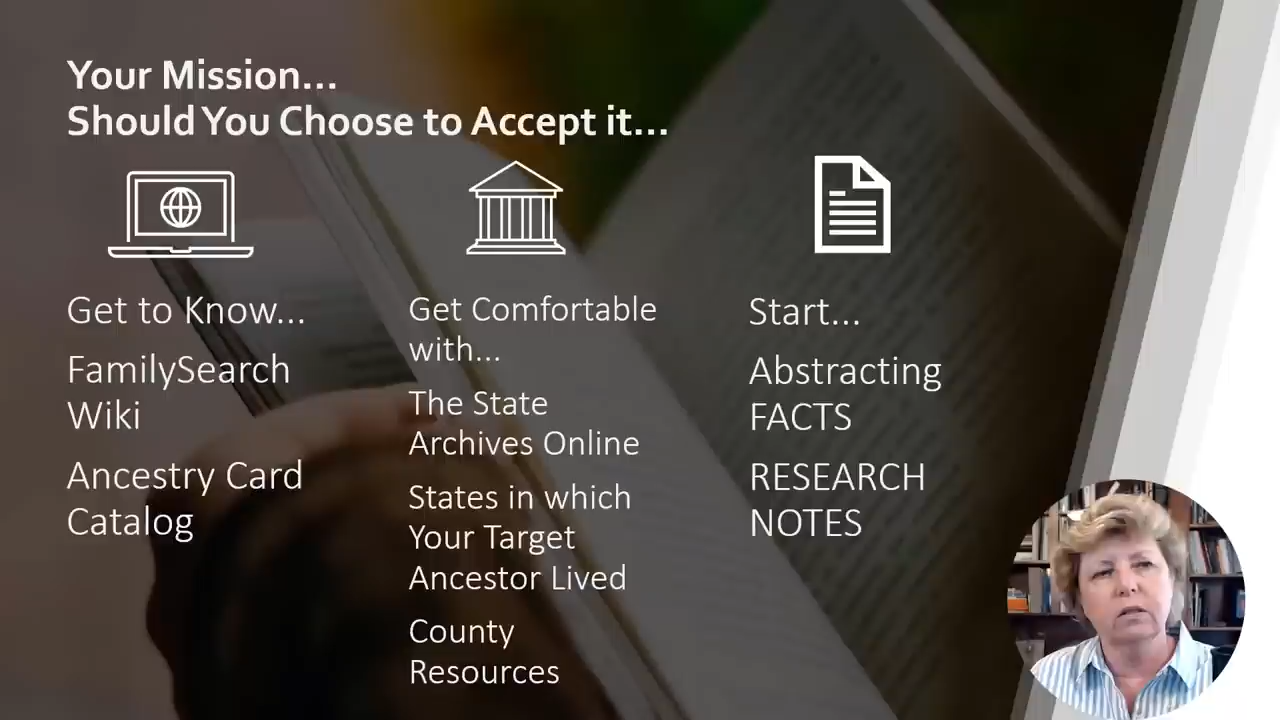 Your Mission...
Should You Choose to Accept it...
Get to Know...
FamilySearch
Wiki
Ancestry Card
Catalog
Get Comfortable
with...
The State
Archives Online
States in which
Your Target
Ancestor Lived
County
Resources
Start...
Abstracting
FACTS
RESEARCH
NOTES